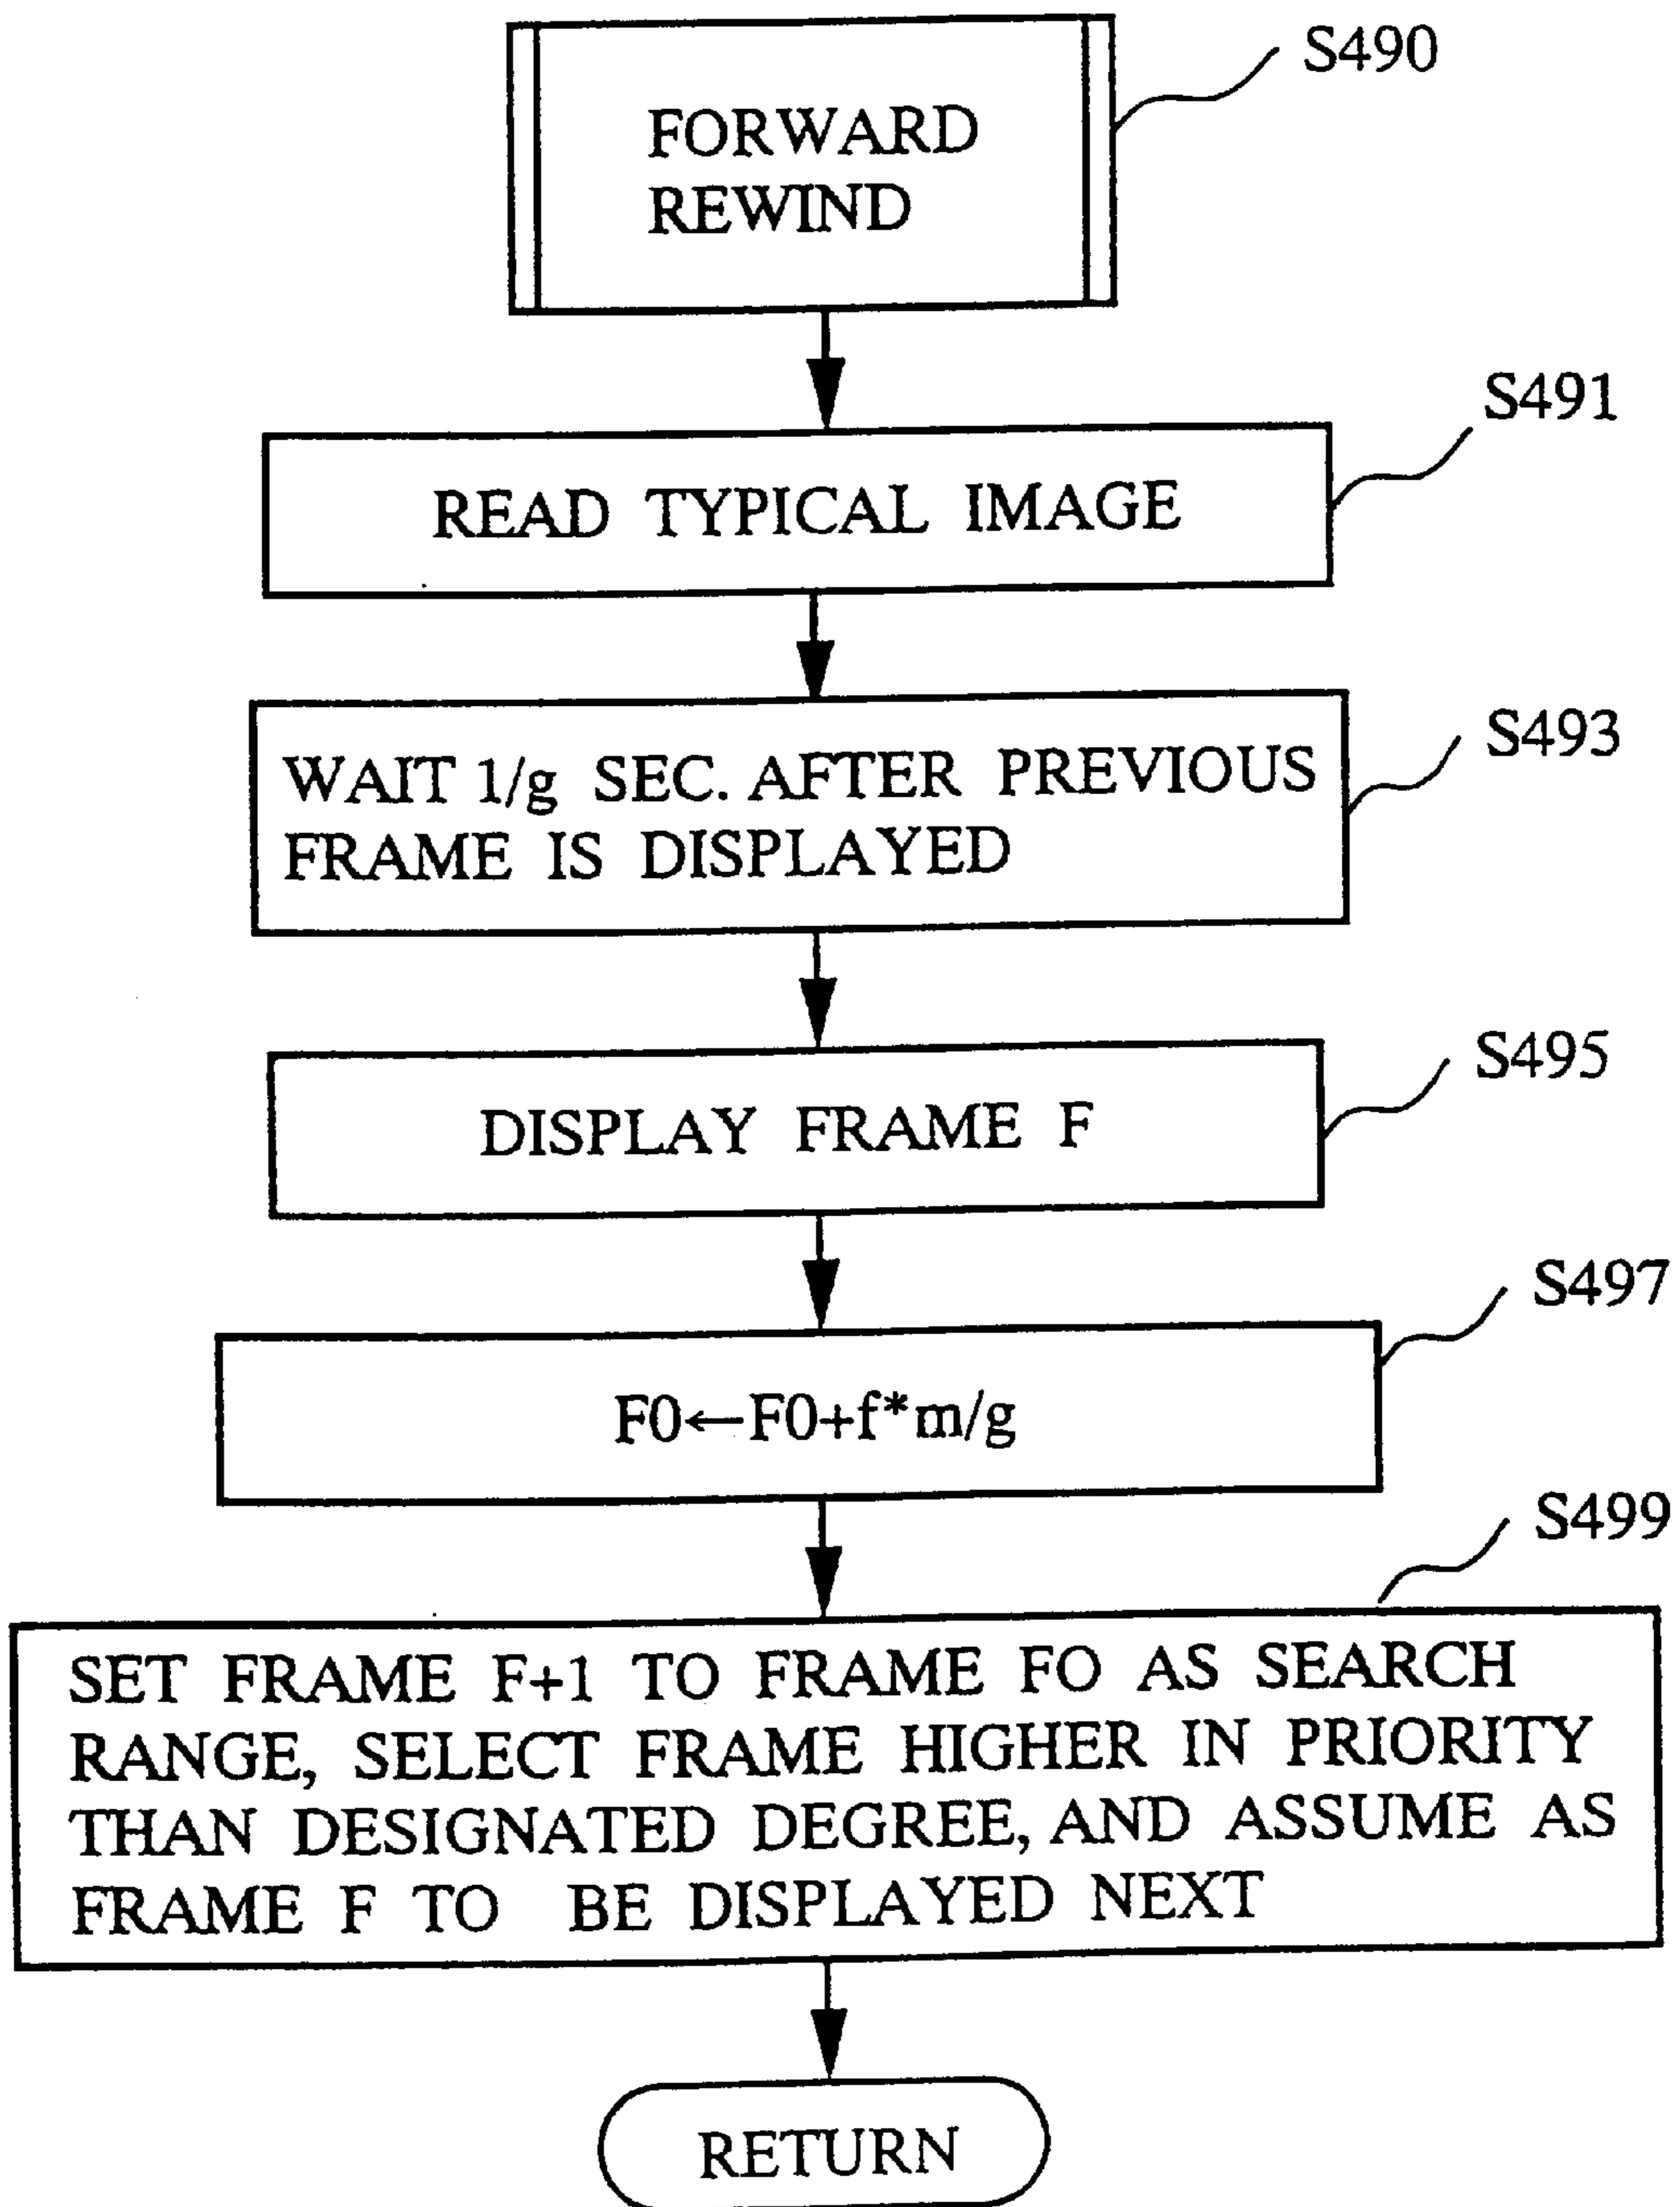 FORWARD
REWIND
S490
READ TYPICAL IMAGE
S491
WAIT 1/g SEC. AFTER PREVIOUS
FRAME IS DISPLAYED
S493
DISPLAY FRAME F
S495
F0←F0+f*m/g
S497
SET FRAME F+1 TO FRAME FO AS SEARCH
RANGE, SELECT FRAME HIGHER IN PRIORITY
THAN DESIGNATED DEGREE, AND ASSUME AS
FRAME F TO BE DISPLAYED NEXT
S499
RETURN